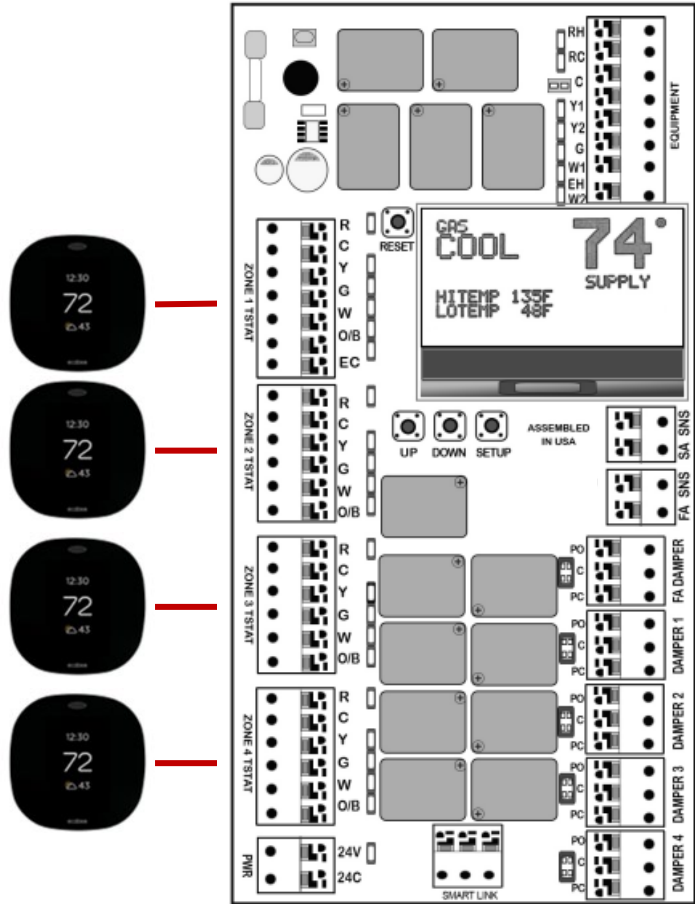 RH
RC
C
Y1
Y2
G
W1
EH
W2
EQUIPMENT
RESET
GAS
COOL
74°
SUPPLY
HITEMP 135F
LOTEMP 48F
12:30
72
43
ecobee
ZONE 1 TSTAT
R
C
Y
G
W
O/B
EC
12:30
72
43
ecobee
ZONE 2 TSTAT
R
C
Y
G
W
O/B
UP
DOWN
SETUP
ASSEMBLED
IN USA
SA SNS
FA SNS
12:30
72
43
ecobee
ZONE 3 TSTAT
R
C
Y
G
W
O/B
PO
C
PC
FA DAMPER
PO
C
PC
DAMPER 1
12:30
72
43
ecobee
ZONE 4 TSTAT
R
C
Y
G
W
O/B
PO
C
PC
DAMPER 2
PO
C
PC
DAMPER 3
PO
C
PC
DAMPER 4
PWR
24V
24C
SMART LINK